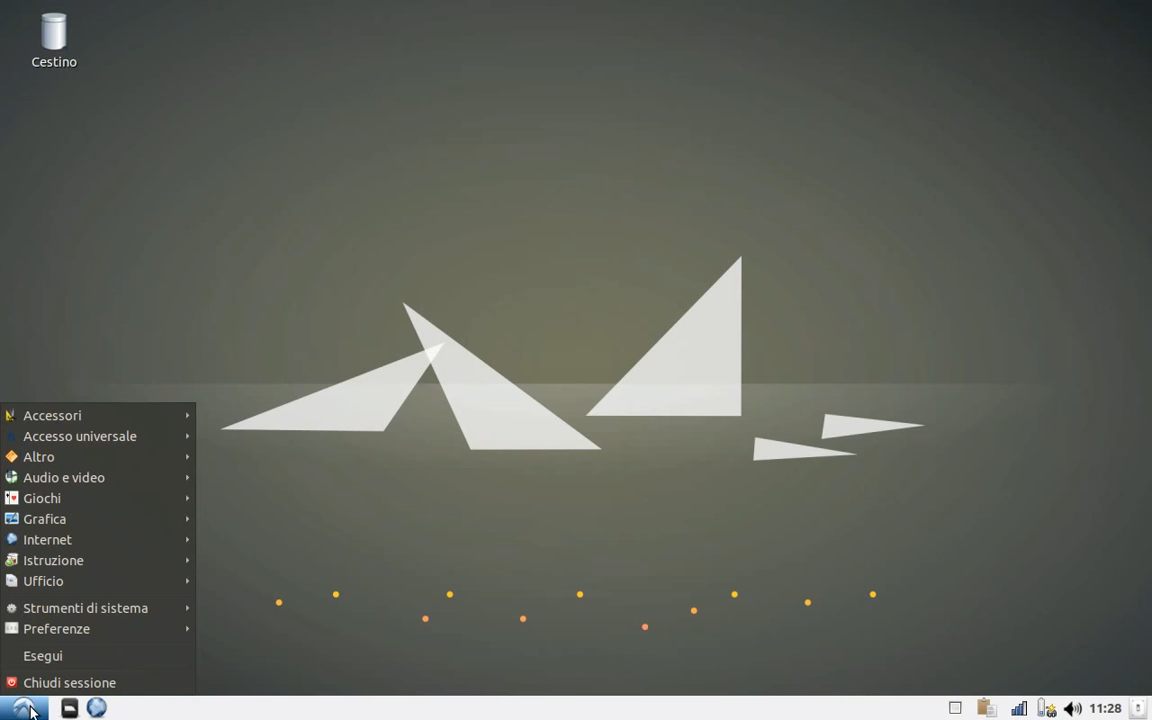 Cestino
Accessori
Accesso universale
Altro
Audio e video
Giochi
Grafica
Internet
Istruzione
Ufficio
Strumenti di sistema
Preferenze
Esegui
Chiudi sessione
11:28